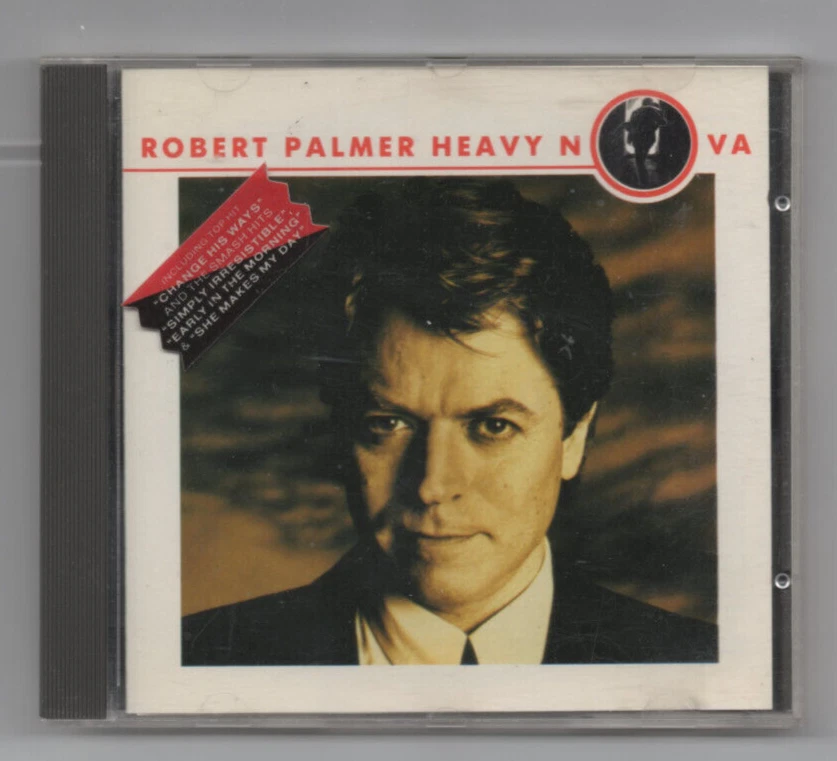 ROBERT PALMER HEAVY N VA
INCLUDING TOP HIT
"CHANGE HIS WAYS"
AND THE SMASH HITS
"SIMPLY IRRESISTIBLE"
"EARLY IN THE MORNING"
& "SHE MAKES MY DAY"